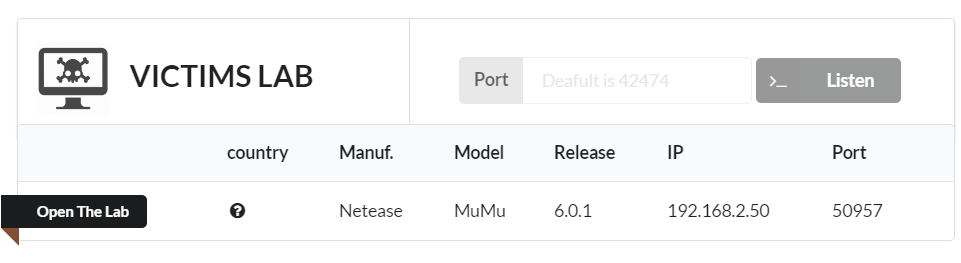 VICTIMS LAB
Port Deafult is 42474 >_ Listen
country Manuf. Model Release IP Port
Open The Lab ? Netease MuMu 6.0.1 192.168.2.50 50957